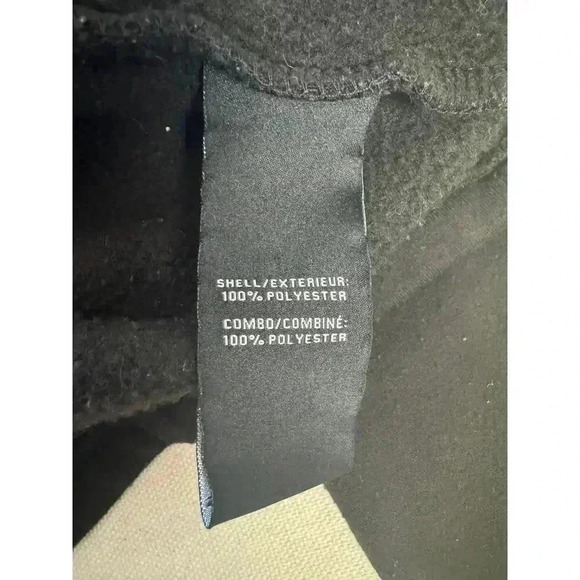 SHELL/EXTERIEUR:
100% POLYESTER
COMBO/COMBINÉ:
100% POLYESTER